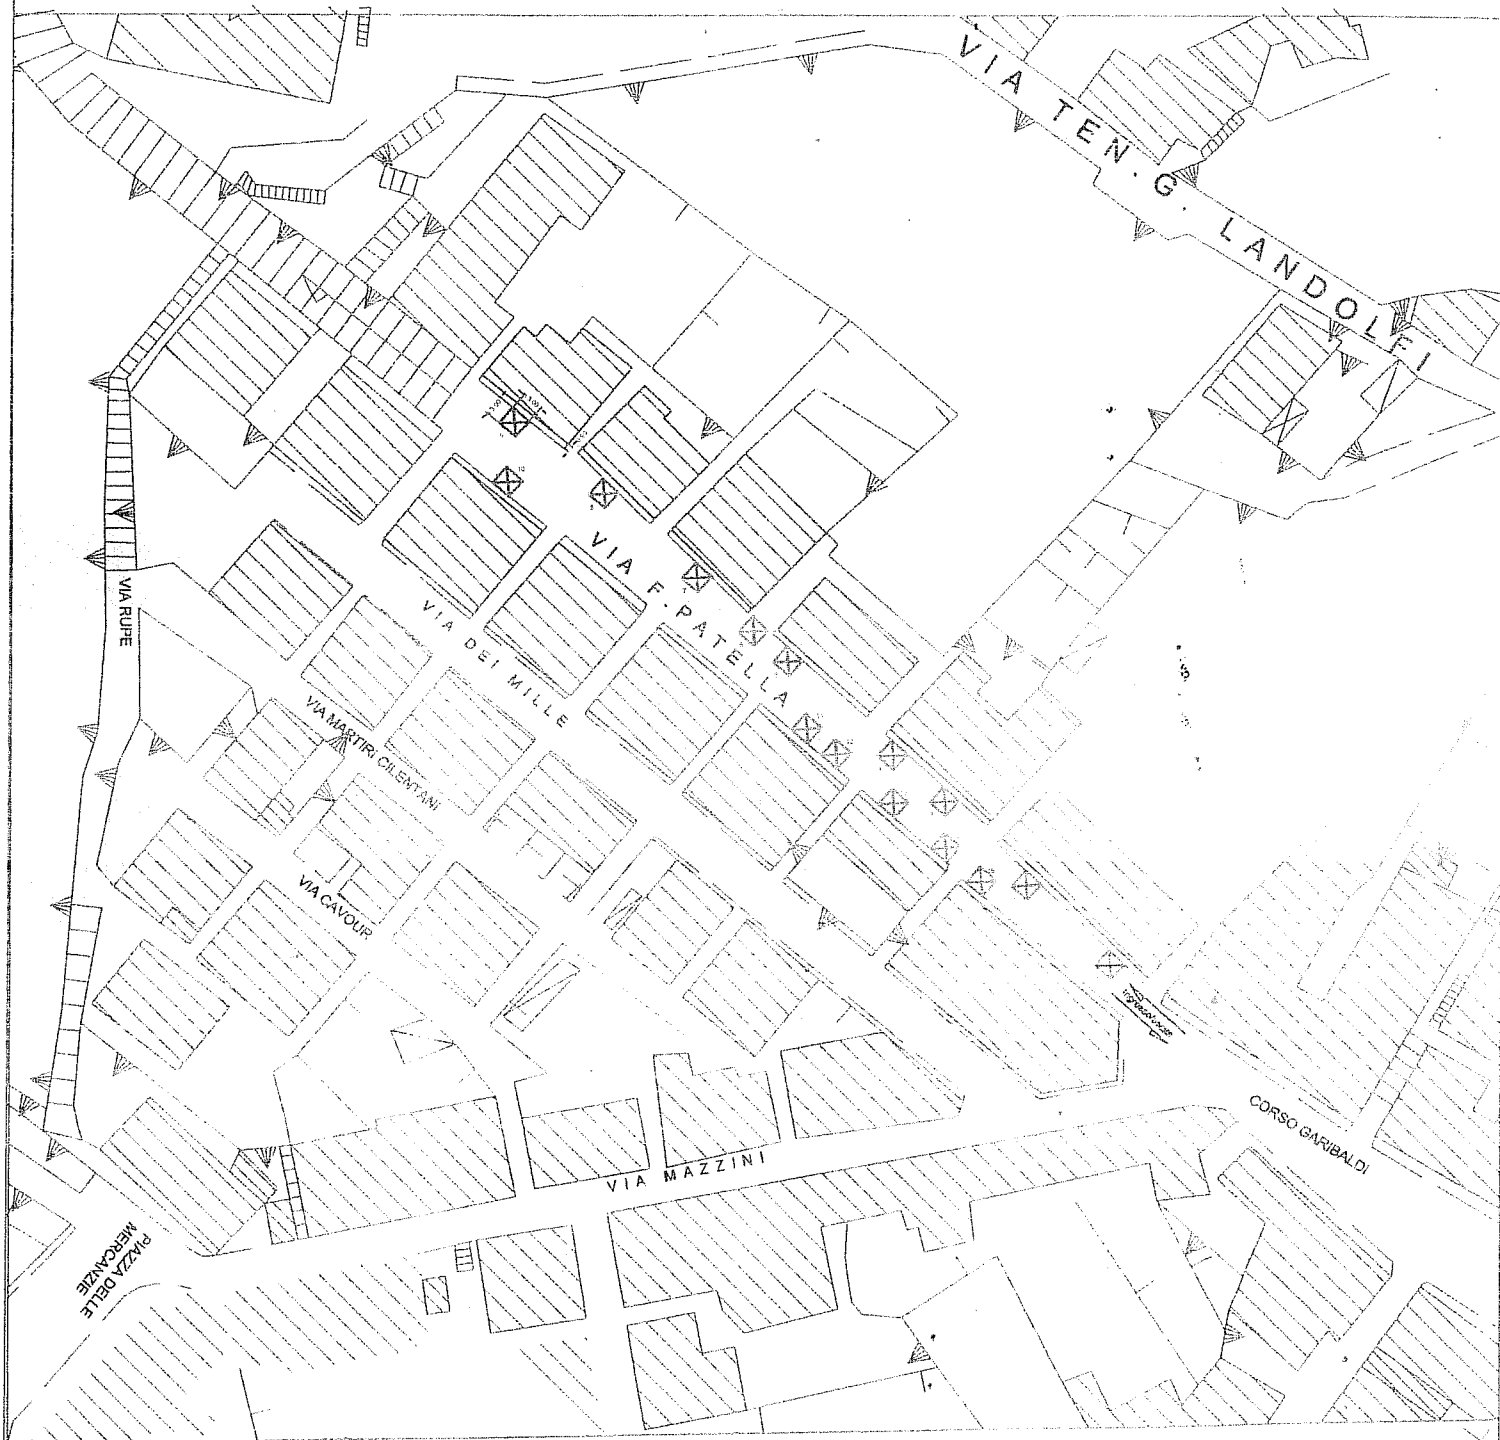 VIA TEN. G. LANDOLFI
VIA F. PATELLA
VIA RUPE
VIA DEI MILLE
VIA MARTIRI CILENTANI
VIA CAVOUR
CORSO GARIBALDI
VIA MAZZINI
PIAZZA DELLE
MERCANZIE